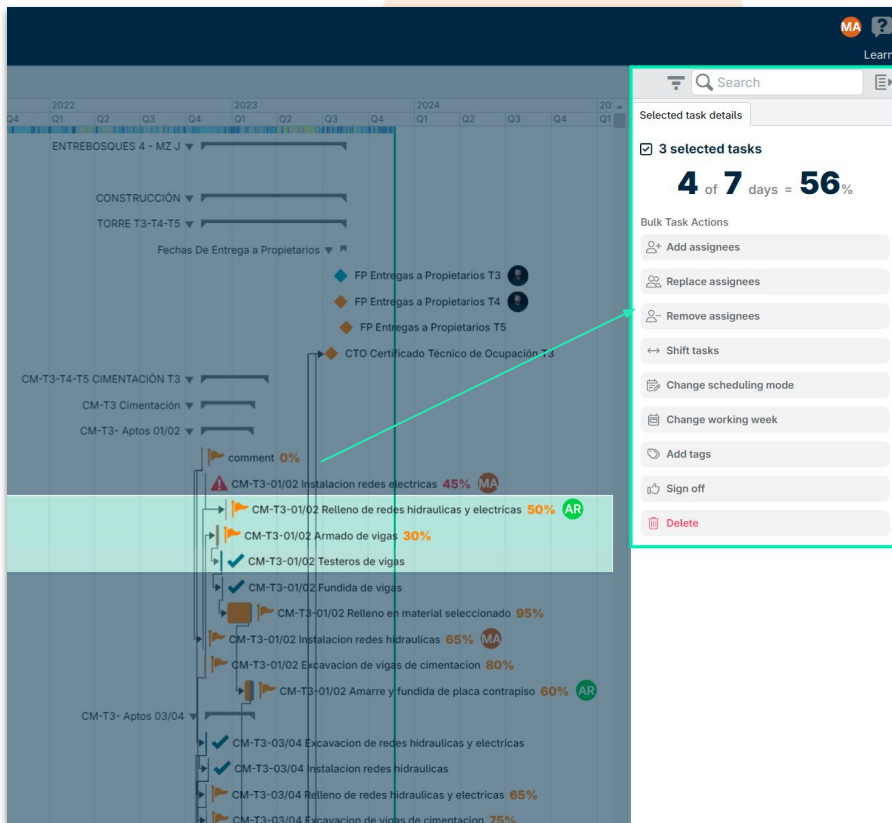 MA
Learn
Search
2022 2023 2024 20
Q4 Q1 Q2 Q3 Q4 Q1 Q2 Q3 Q4 Q1 Q2 Q3 Q4 Q1
ENTREBOSQUES 4 - MZ J
CONSTRUCCIÓN
TORRE T3-T4-T5
Fechas De Entrega a Propietarios
FP Entregas a Propietarios T3
FP Entregas a Propietarios T4
FP Entregas a Propietarios T5
CTO Certificado Técnico de Ocupación T3
CM-T3-T4-T5 CIMENTACIÓN T3
CM-T3 Cimentación
CM-T3- Aptos 01/02
comment 0%
CM-T3-01/02 Instalacion redes electricas 45% MA
CM-T3-01/02 Relleno de redes hidraulicas y electricas 50% AR
CM-T3-01/02 Armado de vigas 30%
CM-T3-01/02 Testeros de vigas
CM-T3-01/02 Fundida de vigas
CM-T3-01/02 Relleno en material seleccionado 95%
CM-T3-01/02 Instalacion redes hidraulicas 65% MA
CM-T3-01/02 Excavacion de vigas de cimentacion 80%
CM-T3-01/02 Amarre y fundida de placa contrapiso 60% AR
CM-T3- Aptos 03/04
CM-T3-03/04 Excavacion de redes hidraulicas y electricas
CM-T3-03/04 Instalacion redes hidraulicas
CM-T3-03/04 Relleno de redes hidraulicas y electricas 65%
CM-T3-03/04 Excavacion de vigas de cimentacion 75%
Selected task details
3 selected tasks
4 of 7 days = 56%
Bulk Task Actions
Add assignees
Replace assignees
Remove assignees
Shift tasks
Change scheduling mode
Change working week
Add tags
Sign off
Delete